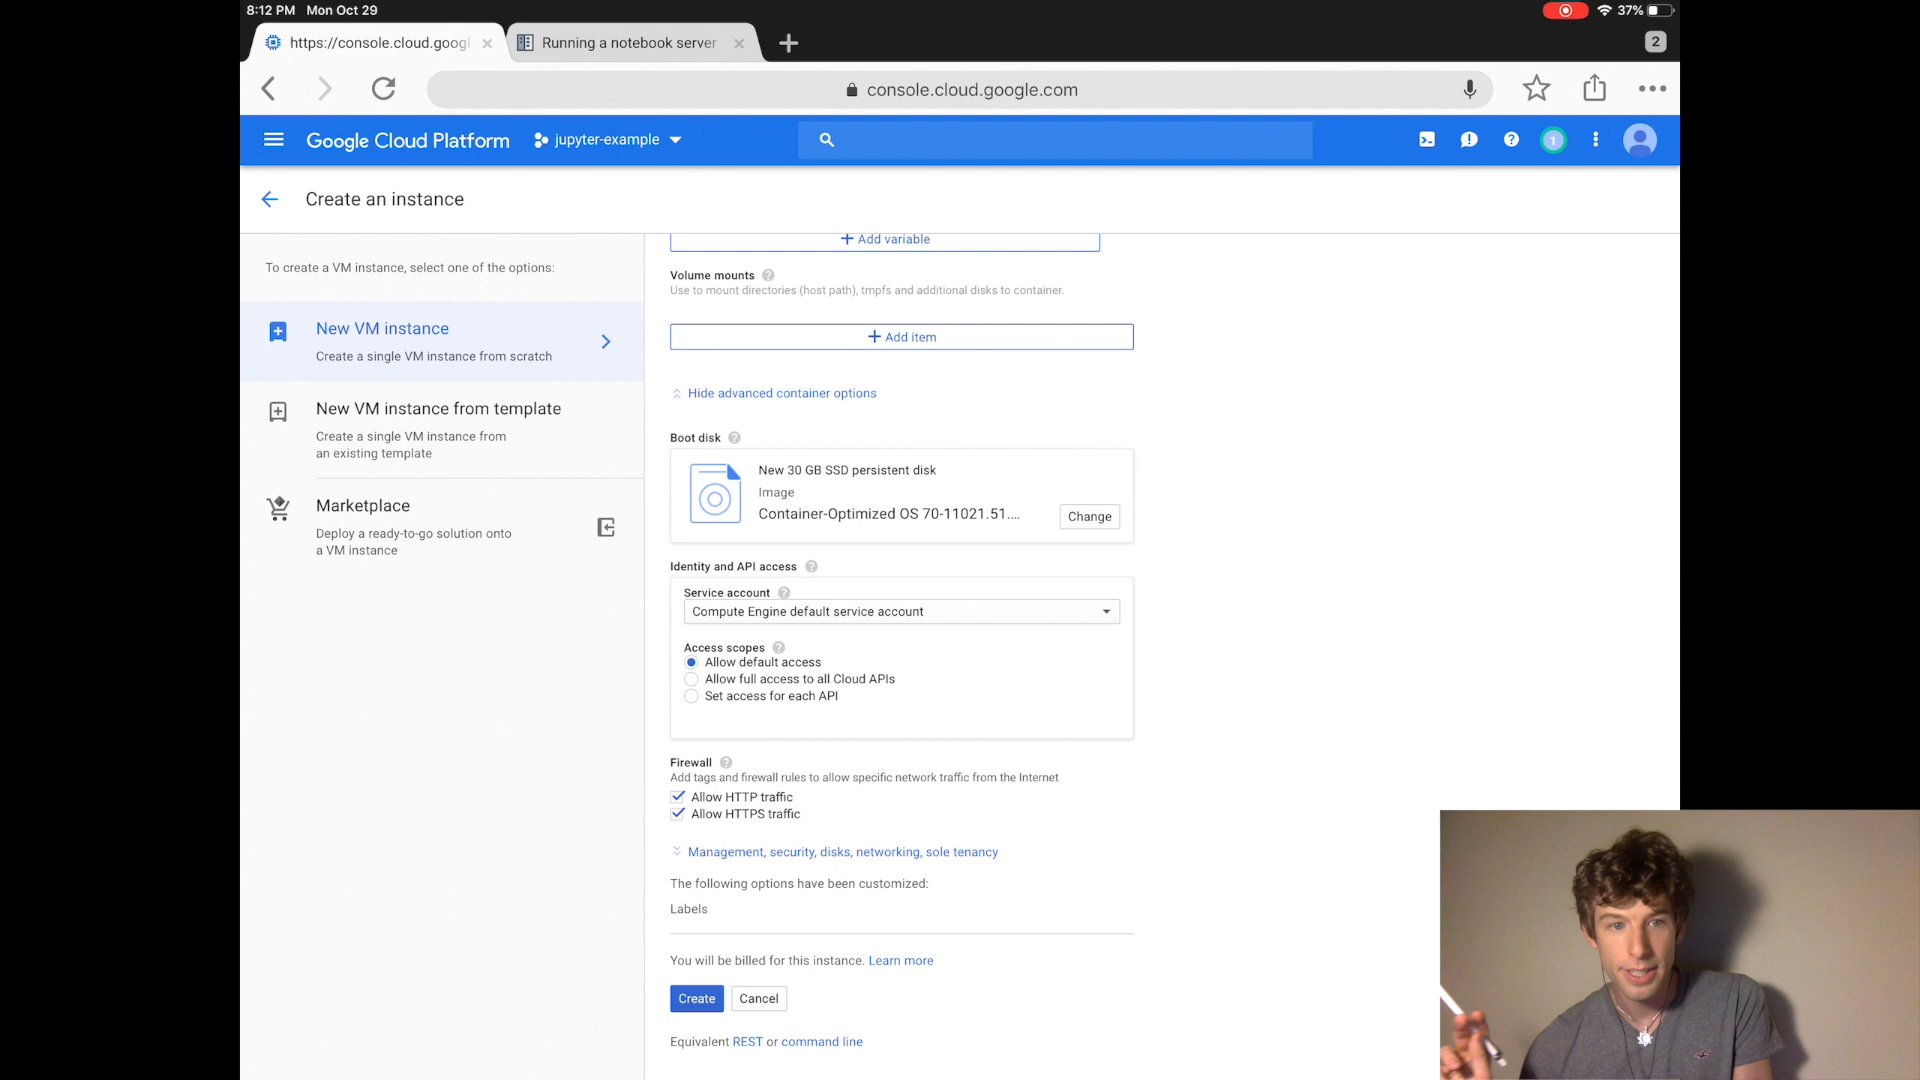 8:12 PM Mon Oct 29
37%
https://console.cloud.goog
Running a notebook server
2
console.cloud.google.com
Google Cloud Platform
jupyter-example
1
Create an instance
To create a VM instance, select one of the options:
New VM instance
Create a single VM instance from scratch
New VM instance from template
Create a single VM instance from
an existing template
Marketplace
Deploy a ready-to-go solution onto
a VM instance
+ Add variable
Volume mounts ?
Use to mount directories (host path), tmpfs and additional disks to container.
+ Add item
Hide advanced container options
Boot disk ?
New 30 GB SSD persistent disk
Image
Container-Optimized OS 70-11021.51....
Change
Identity and API access ?
Service account ?
Compute Engine default service account
Access scopes ?
Allow default access
Allow full access to all Cloud APIs
Set access for each API
Firewall ?
Add tags and firewall rules to allow specific network traffic from the Internet
Allow HTTP traffic
Allow HTTPS traffic
Management, security, disks, networking, sole tenancy
The following options have been customized:
Labels
You will be billed for this instance. Learn more
Create
Cancel
Equivalent REST or command line